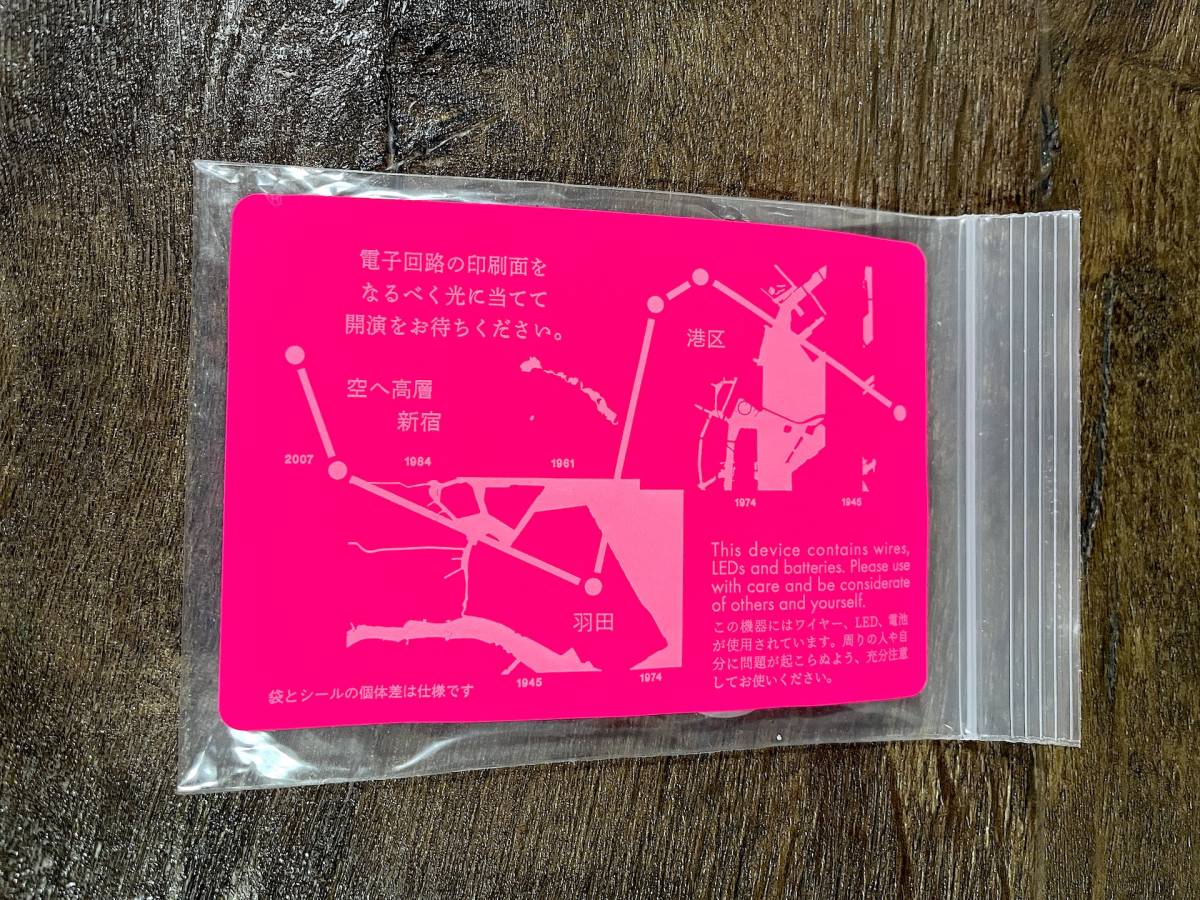 電子回路の印刷面を
なるべく光に当てて
開演をお待ちください。
港区
空へ高層
新宿
2007
1984
1961
1974
1945
This device contains wires,
LEDs and batteries. Please use
with care and be considerate
of others and yourself.
この機器にはワイヤー、LED、電池
が使用されています。周りの人や自
分に問題が起こらぬよう、充分注意
してお使いください。
羽田
1945
1974
袋とシールの個体差は仕様です